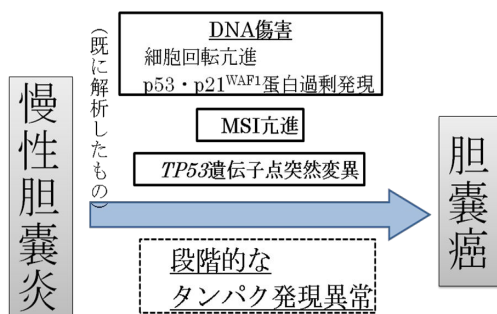 慢性胆嚢炎
(既に解析したもの)
DNA傷害
細胞回転亢進
p53・p21WAF1蛋白過剰発現
MSI亢進
TP53遺伝子点突然変異
段階的な
タンパク発現異常
胆嚢癌